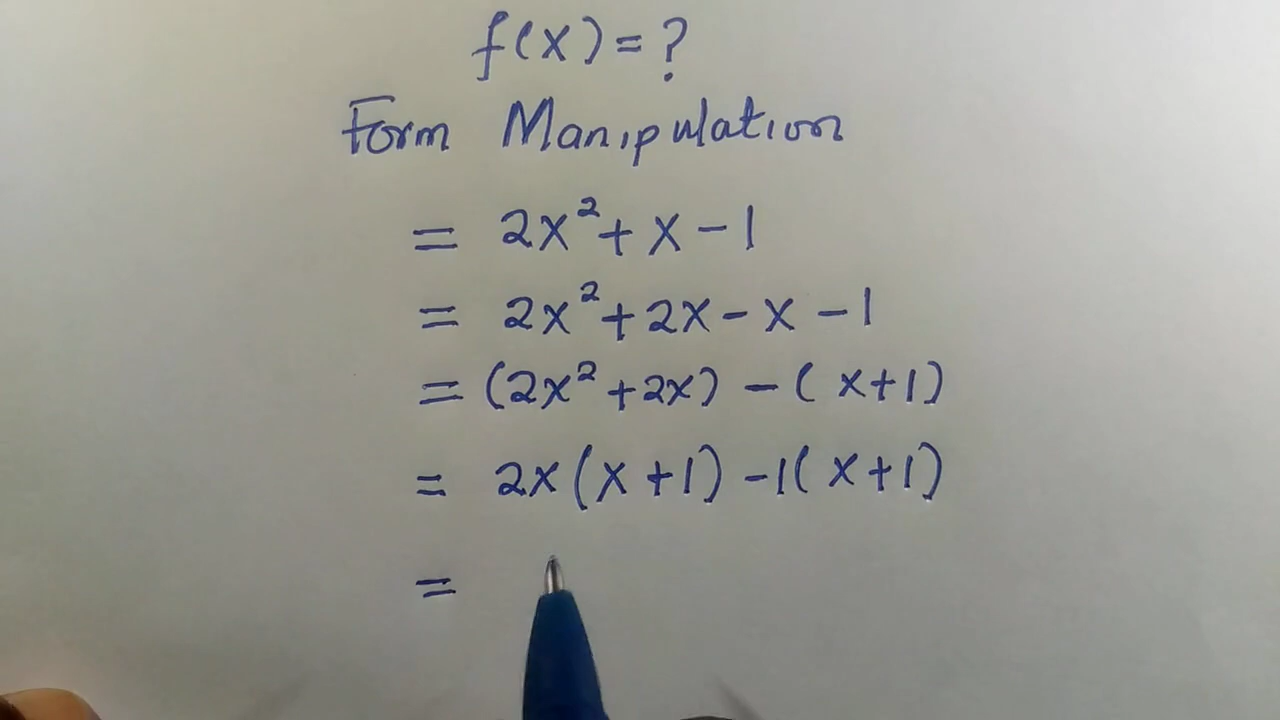 f(x) = ?
Form Manipulation
= 2x² + x - 1
= 2x² + 2x - x - 1
= (2x² + 2x) - (x + 1)
= 2x(x + 1) - 1(x + 1)
=